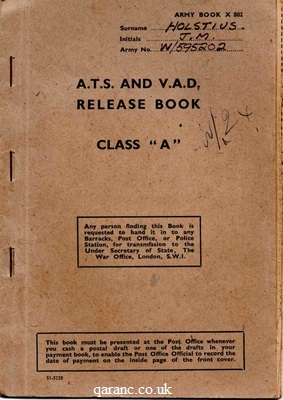 ARMY BOOK X 802
Surname HOLSTIUS.
Initials J.M.
Army No. W/595202
A.T.S. AND V.A.D,
RELEASE BOOK
CLASS "A"
Any person finding this Book is
requested to hand it in to any
Barracks, Post Office, or Police
Station, for transmission to the
Under Secretary of State, The
War Office, London, S.W.1.
This book must be presented at the Post Office whenever
you cash a postal draft or one of the drafts in your
payment book, to enable the Post Office Official to record the
date of payment on the inside page of the front cover.
51-5239
qaranc.co.uk